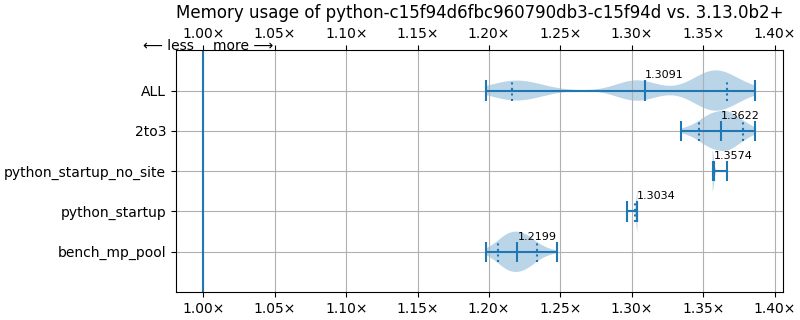 Memory usage of python-c15f94d6fbc960790db3-c15f94d vs. 3.13.0b2+
1.00× 1.05× 1.10× 1.15× 1.20× 1.25× 1.30× 1.35× 1.40×
⟵ less more ⟶
ALL 1.3091
2to3 1.3622
python_startup_no_site 1.3574
python_startup 1.3034
bench_mp_pool 1.2199
1.00× 1.05× 1.10× 1.15× 1.20× 1.25× 1.30× 1.35× 1.40×